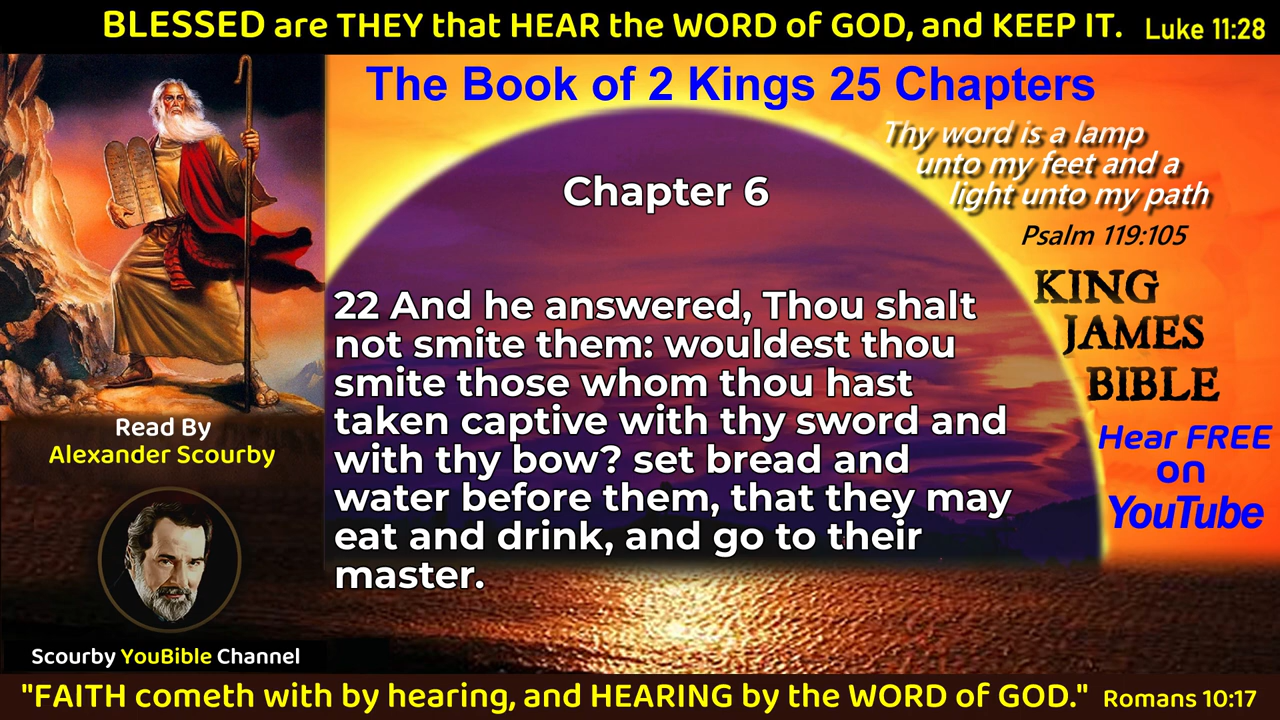 BLESSED are THEY that HEAR the WORD of GOD, and KEEP IT. Luke 11:28
The Book of 2 Kings 25 Chapters
Thy word is a lamp
unto my feet and a
light unto my path
Psalm 119:105
Chapter 6
22 And he answered, Thou shalt
not smite them: wouldest thou
smite those whom thou hast
taken captive with thy sword and
with thy bow? set bread and
water before them, that they may
eat and drink, and go to their
master.
KING
JAMES
BIBLE
Hear FREE
on
YouTube
Read By
Alexander Scourby
Scourby YouBible Channel
"FAITH cometh with by hearing, and HEARING by the WORD of GOD." Romans 10:17